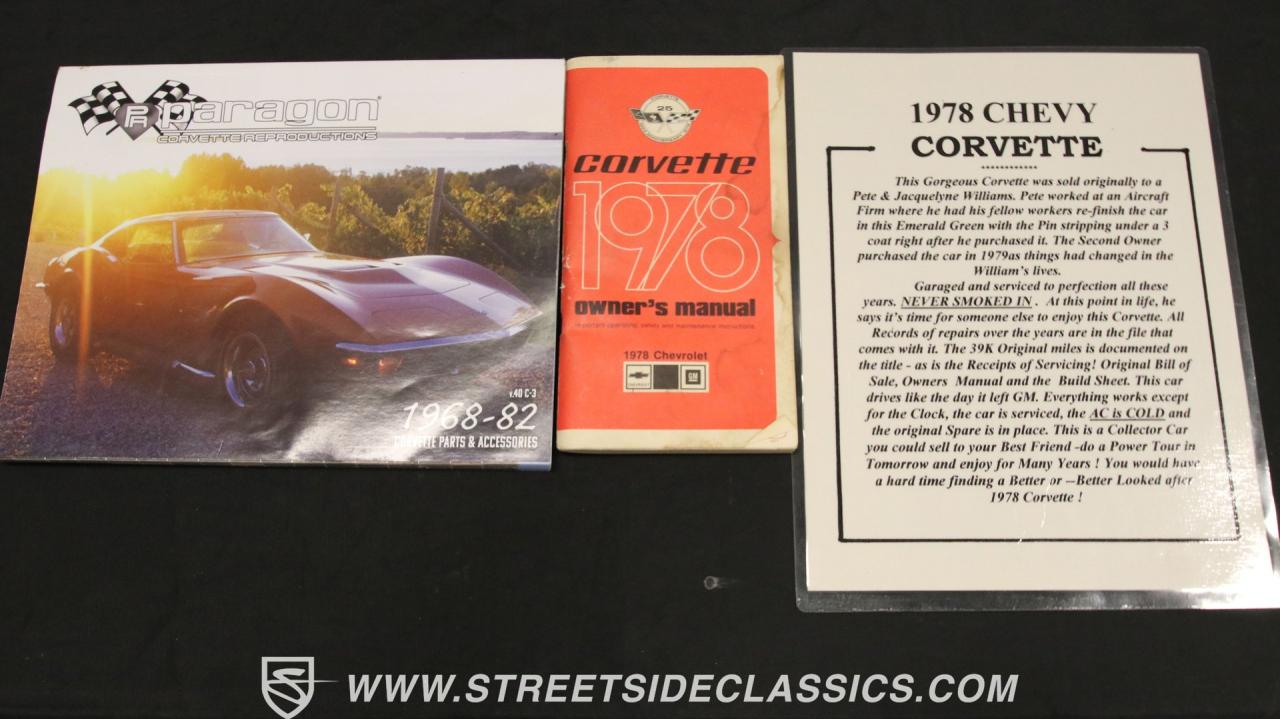 PR paragon
CORVETTE REPRODUCTIONS
v.40 C-3
1968-82
CORVETTE PARTS & ACCESSORIES
25
corvette
1978
owner's manual
Important operating, safety and maintenance instructions
1978 Chevrolet
CHEVROLET GM
1978 CHEVY
CORVETTE
************
This Gorgeous Corvette was sold originally to a
Pete & Jacquelyne Williams. Pete worked at an Aircraft
Firm where he had his fellow workers re-finish the car
in this Emerald Green with the Pin stripping under a 3
coat right after he purchased it. The Second Owner
purchased the car in 1979as things had changed in the
William's lives.
Garaged and serviced to perfection all these
years. NEVER SMOKED IN . At this point in life, he
says it's time for someone else to enjoy this Corvette. All
Records of repairs over the years are in the file that
comes with it. The 39K Original miles is documented on
the title - as is the Receipts of Servicing! Original Bill of
Sale, Owners Manual and the Build Sheet. This car
drives like the day it left GM. Everything works except
for the Clock, the car is serviced, the AC is COLD and
the original Spare is in place. This is a Collector Car
you could sell to your Best Friend -do a Power Tour in
Tomorrow and enjoy for Many Years ! You would have
a hard time finding a Better or --Better Looked after
1978 Corvette !
WWW.STREETSIDECLASSICS.COM